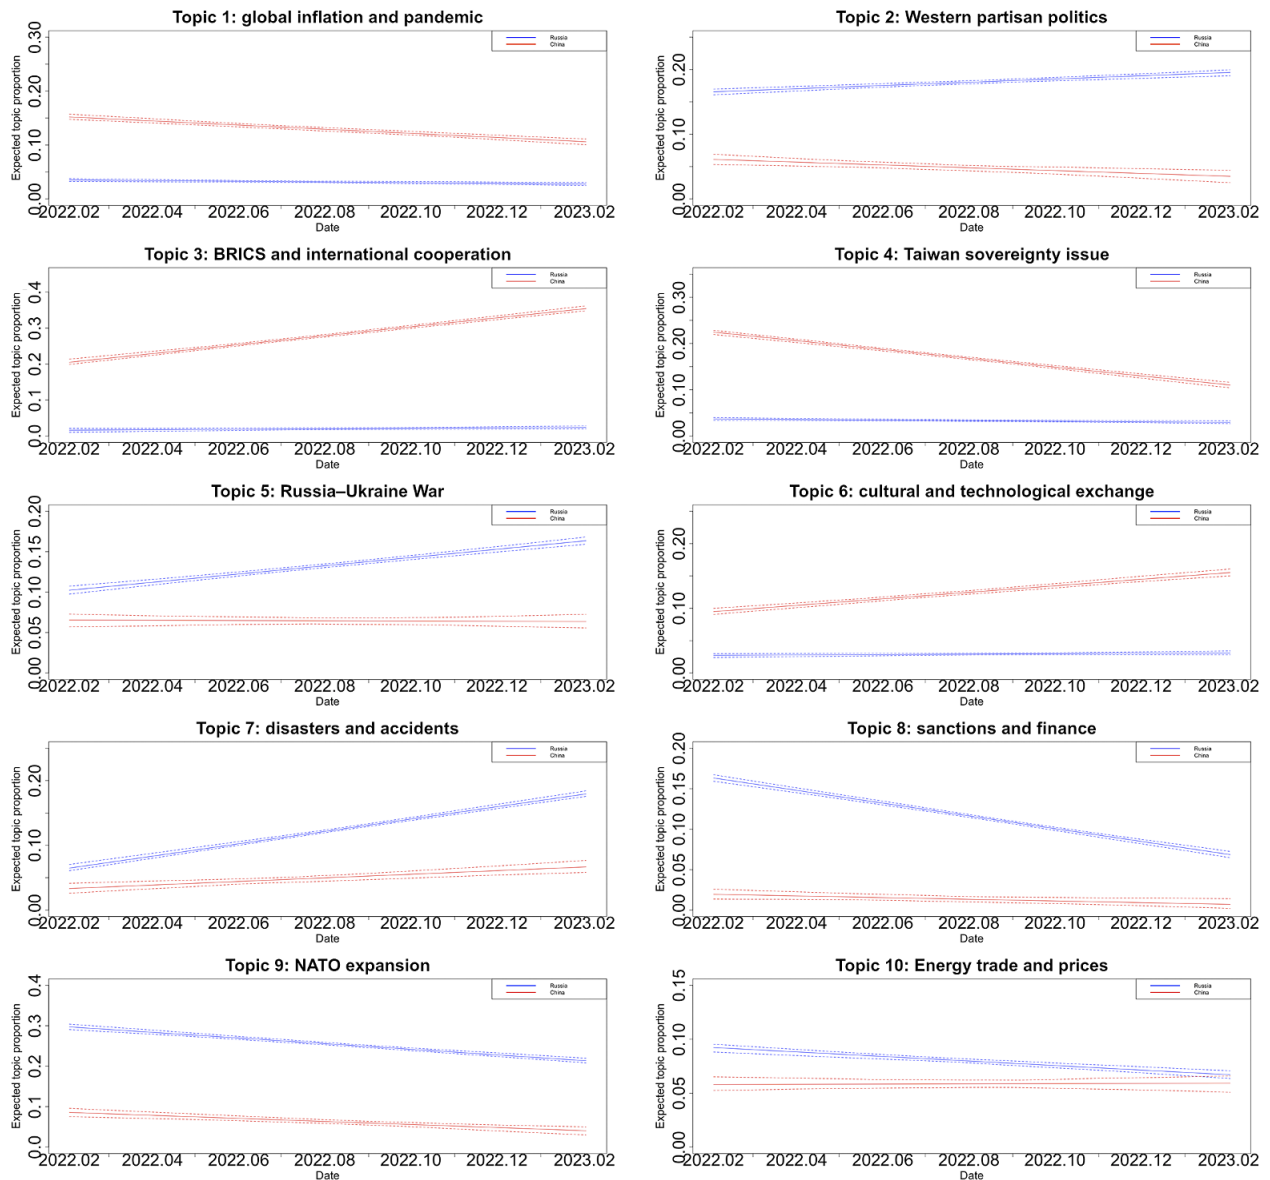 Topic 1: global inflation and pandemic
Expected topic proportion
0.30
0.20
0.10
0.00
Russia
China
2022.02 2022.04 2022.06 2022.08 2022.10 2022.12 2023.02
Date
Topic 2: Western partisan politics
Expected topic proportion
0.20
0.10
0.00
Russia
China
2022.02 2022.04 2022.06 2022.08 2022.10 2022.12 2023.02
Date
Topic 3: BRICS and international cooperation
Expected topic proportion
0.4
0.3
0.2
0.1
0.0
Russia
China
2022.02 2022.04 2022.06 2022.08 2022.10 2022.12 2023.02
Date
Topic 4: Taiwan sovereignty issue
Expected topic proportion
0.30
0.20
0.10
0.00
Russia
China
2022.02 2022.04 2022.06 2022.08 2022.10 2022.12 2023.02
Date
Topic 5: Russia–Ukraine War
Expected topic proportion
0.20
0.15
0.10
0.05
0.00
Russia
China
2022.02 2022.04 2022.06 2022.08 2022.10 2022.12 2023.02
Date
Topic 6: cultural and technological exchange
Expected topic proportion
0.20
0.10
0.00
Russia
China
2022.02 2022.04 2022.06 2022.08 2022.10 2022.12 2023.02
Date
Topic 7: disasters and accidents
Expected topic proportion
0.20
0.10
0.00
Russia
China
2022.02 2022.04 2022.06 2022.08 2022.10 2022.12 2023.02
Date
Topic 8: sanctions and finance
Expected topic proportion
0.20
0.15
0.10
0.05
0.00
Russia
China
2022.02 2022.04 2022.06 2022.08 2022.10 2022.12 2023.02
Date
Topic 9: NATO expansion
Expected topic proportion
0.4
0.3
0.2
0.1
0.0
Russia
China
2022.02 2022.04 2022.06 2022.08 2022.10 2022.12 2023.02
Date
Topic 10: Energy trade and prices
Expected topic proportion
0.15
0.10
0.05
0.00
Russia
China
2022.02 2022.04 2022.06 2022.08 2022.10 2022.12 2023.02
Date